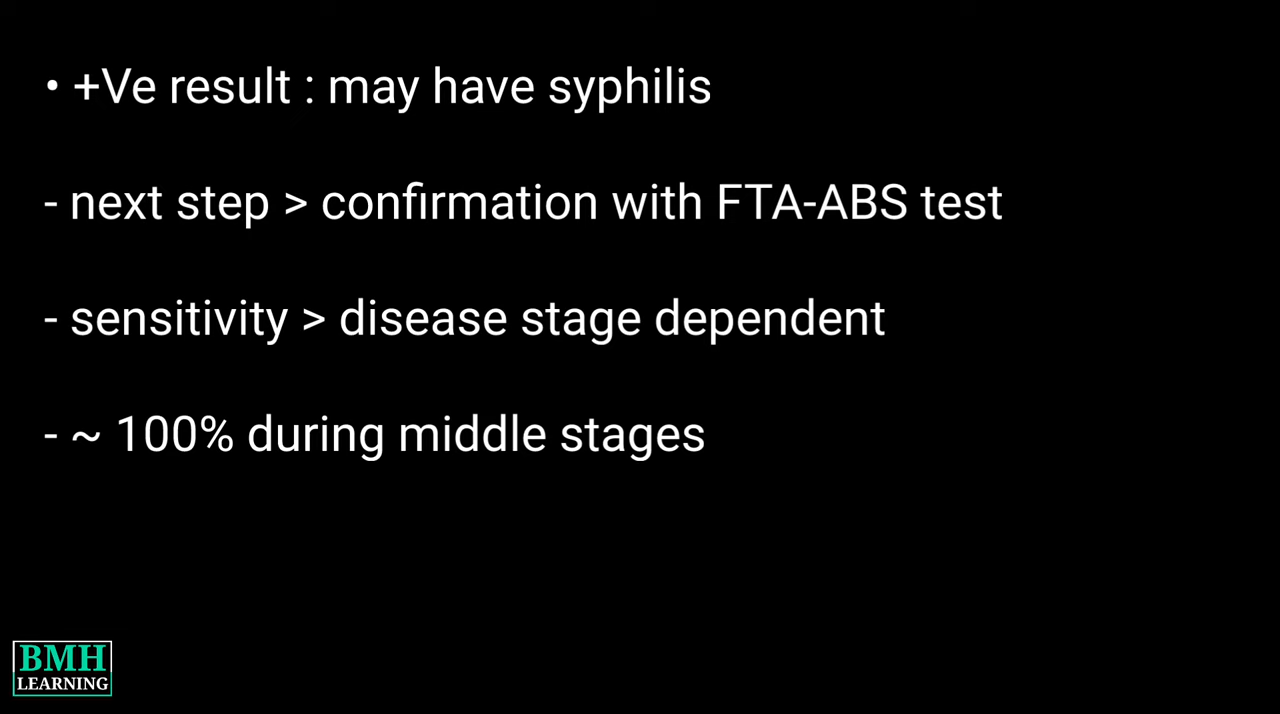 • +Ve result : may have syphilis
- next step > confirmation with FTA-ABS test
- sensitivity > disease stage dependent
- ~ 100% during middle stages
BMH
LEARNING